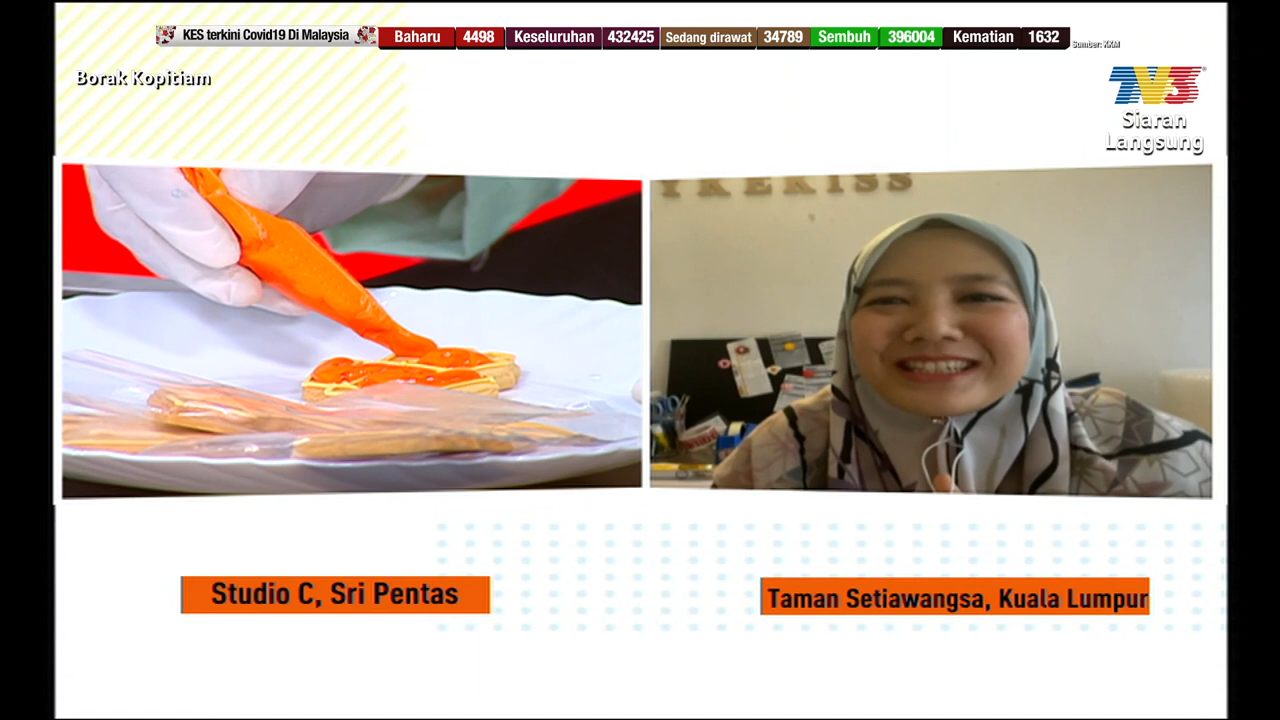 KES terkini Covid19 Di Malaysia Baharu 4498 Keseluruhan 432425 Sedang dirawat 34789 Sembuh 396004 Kematian 1632
Sumber: KKM
Borak Kopitiam
TV3
Siaran
Langsung
YKEKISS
Studio C, Sri Pentas
Taman Setiawangsa, Kuala Lumpur